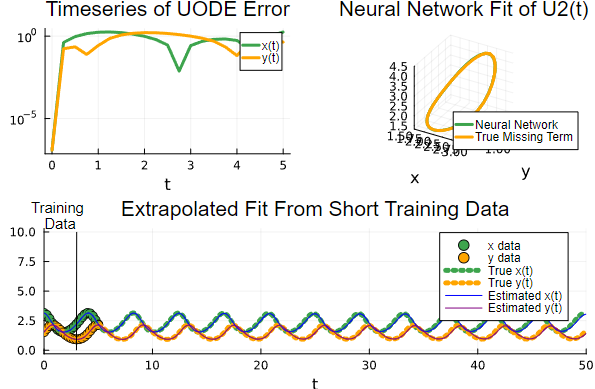 Timeseries of UODE Error
10⁰
10⁻⁵
0
1
2
3
4
5
t
x(t)
y(t)
Neural Network Fit of U2(t)
4.5
4.0
3.5
3.0
2.5
2.0
1.5
x
y
Neural Network
True Missing Term
Training
Data
Extrapolated Fit From Short Training Data
10.0
7.5
5.0
2.5
0.0
0
10
20
30
40
50
t
x data
y data
True x(t)
True y(t)
Estimated x(t)
Estimated y(t)